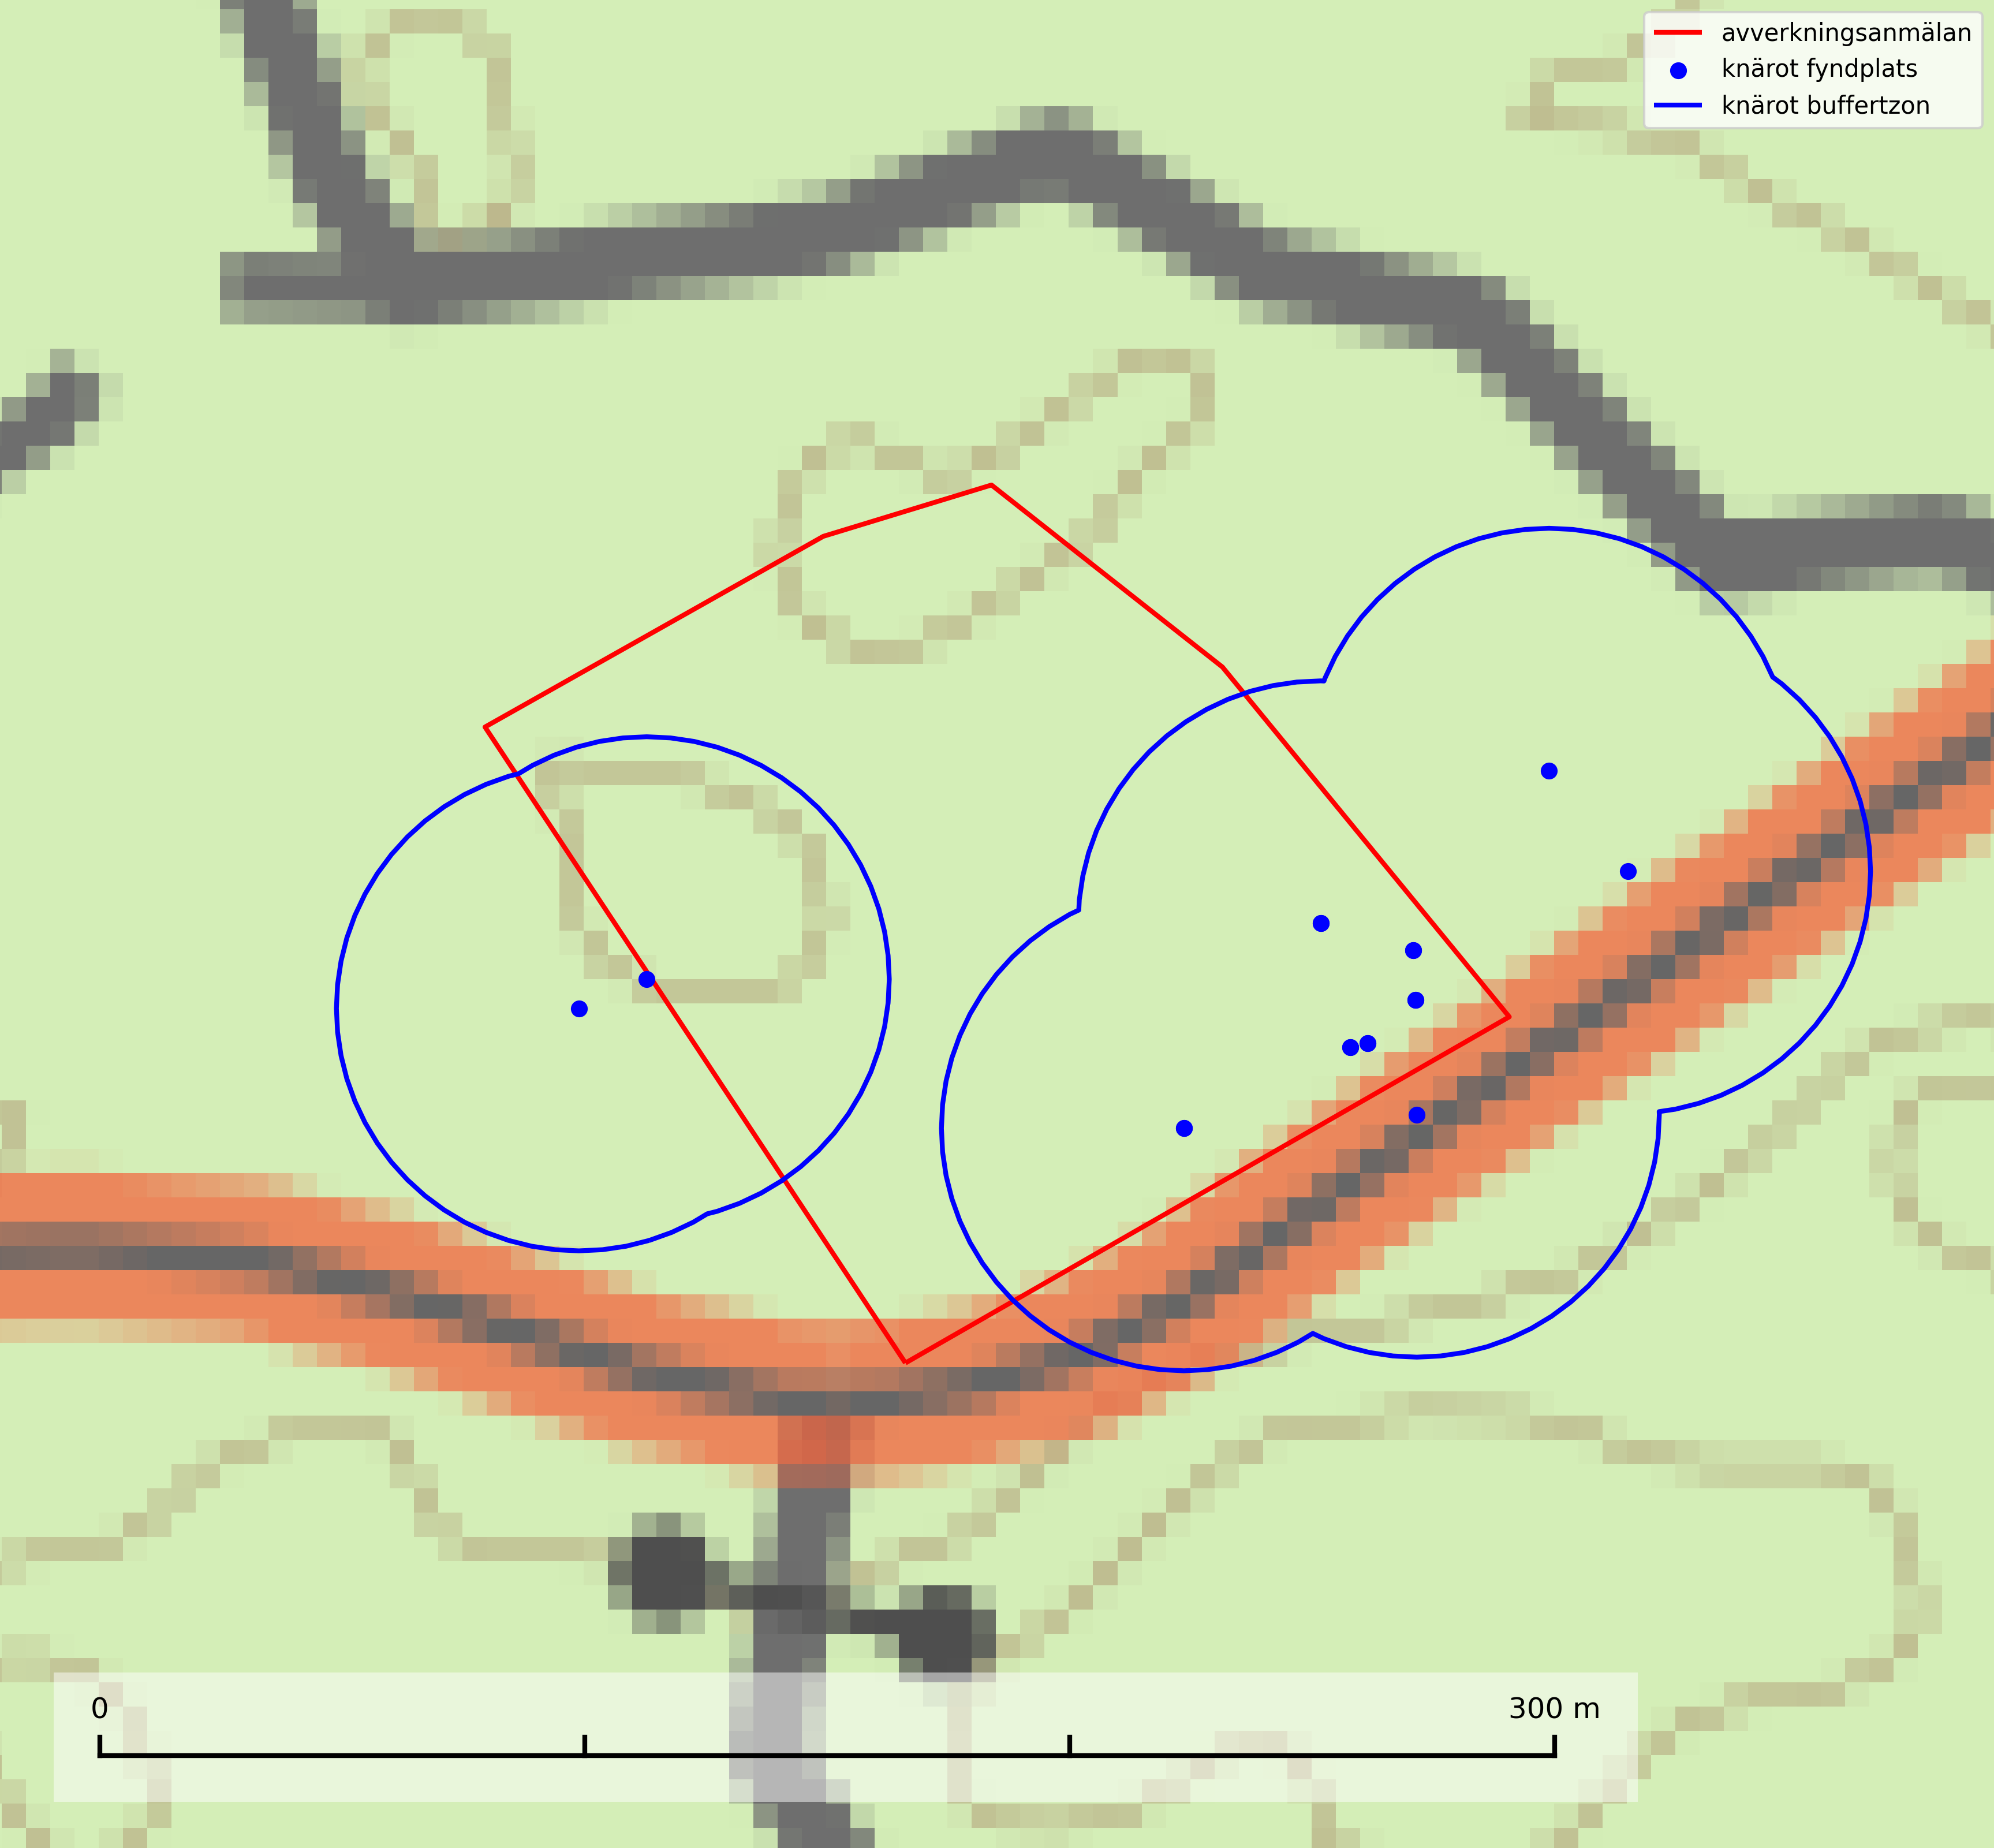 avverkningsanmälan
knärot fyndplats
knärot buffertzon
0
300 m